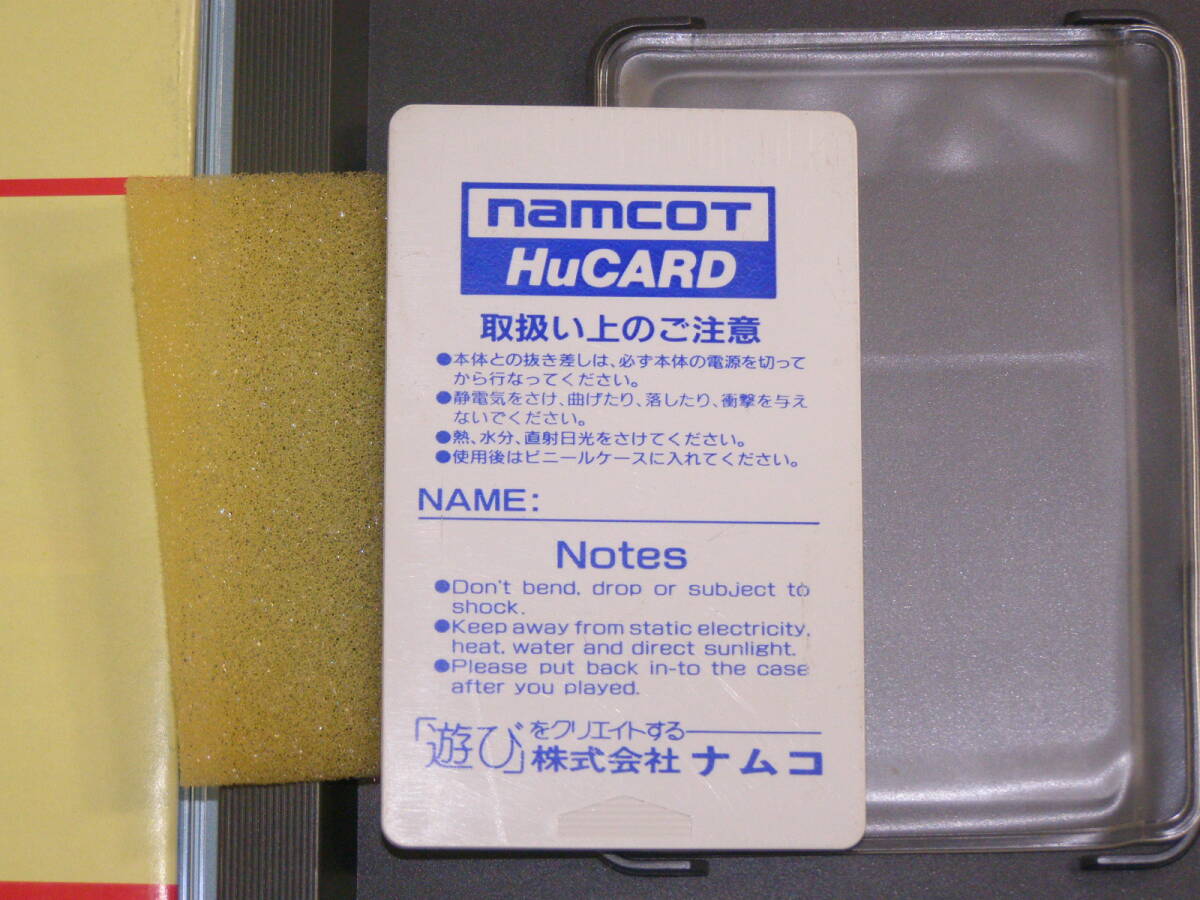 namcoT
HuCARD
取扱い上のご注意
●本体との抜き差しは、必ず本体の電源を切って
から行なってください。
●静電気をさけ、曲げたり、落したり、衝撃を与え
ないでください。
●熱、水分、直射日光をさけてください。
●使用後はビニールケースに入れてください。
NAME:
Notes
●Don't bend, drop or subject to
shock.
●Keep away from static electricity,
heat, water and direct sunlight.
●Please put back in-to the case
after you played.
「遊び」をクリエイトする
株式会社ナムコ